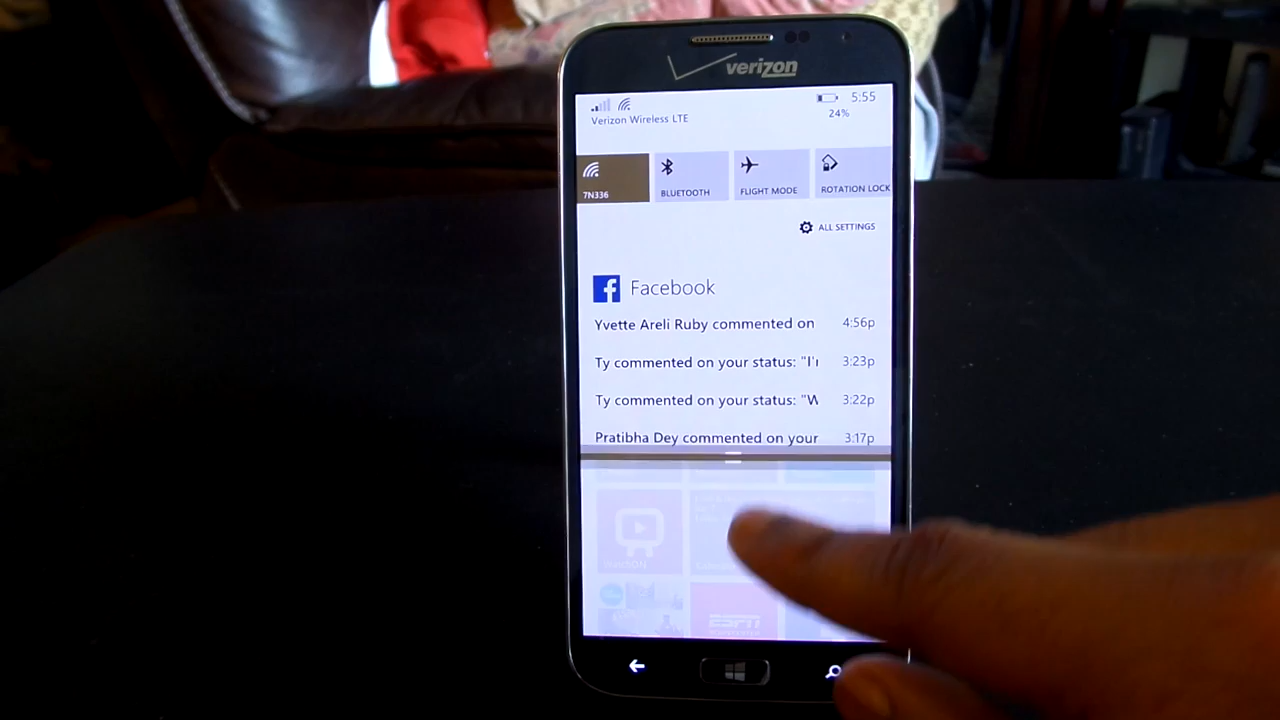 verizon
5:55
Verizon Wireless LTE
24%
7N336
BLUETOOTH
FLIGHT MODE
ROTATION LOCK
ALL SETTINGS
Facebook
Yvette Areli Ruby commented on 4:56p
Ty commented on your status: "I'm 3:23p
Ty commented on your status: "W 3:22p
Pratibha Dey commented on your 3:17p
ESPN